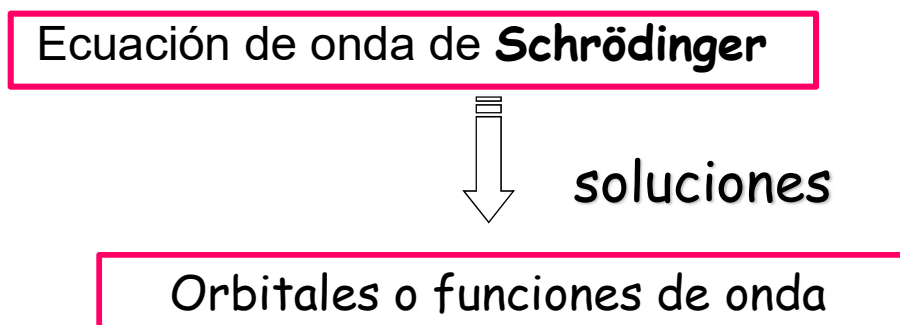 Ecuación de onda de Schrödinger
soluciones
Orbitales o funciones de onda